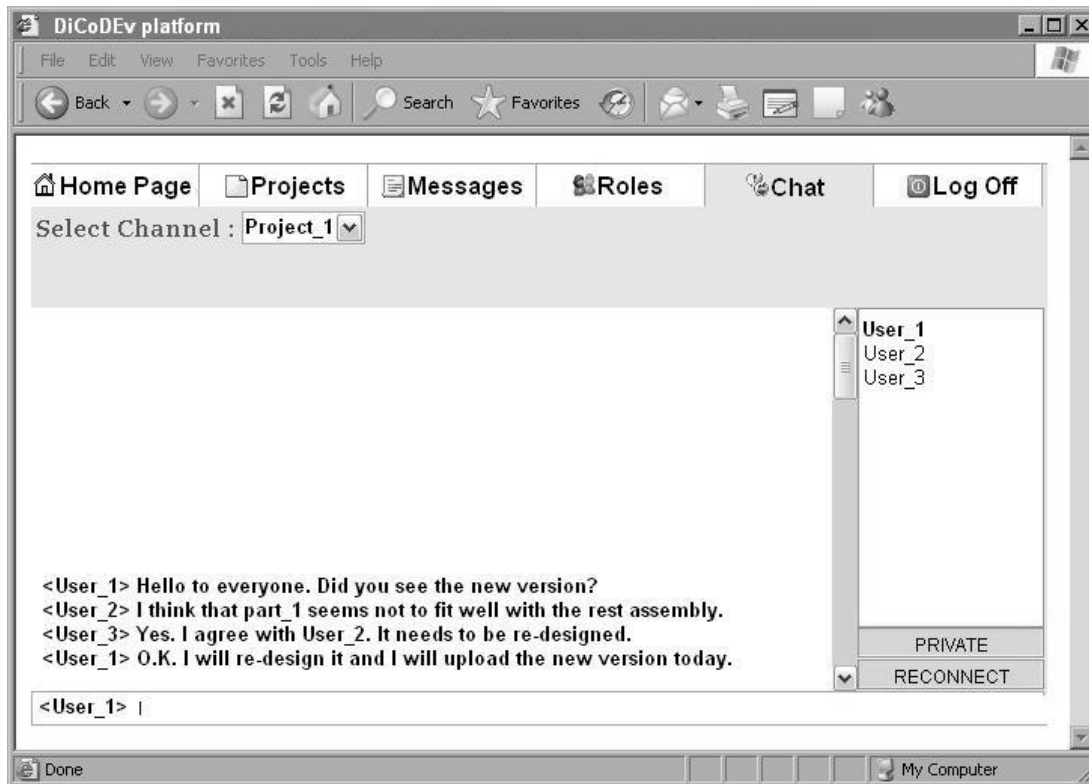 DiCoDEv platform
File Edit View Favorites Tools Help
Back Search Favorites
Home Page Projects Messages Roles Chat Log Off
Select Channel : Project_1
User_1
User_2
User_3
<User_1> Hello to everyone. Did you see the new version?
<User_2> I think that part_1 seems not to fit well with the rest assembly.
<User_3> Yes. I agree with User_2. It needs to be re-designed.
<User_1> O.K. I will re-design it and I will upload the new version today.
PRIVATE
RECONNECT
<User_1>
Done My Computer